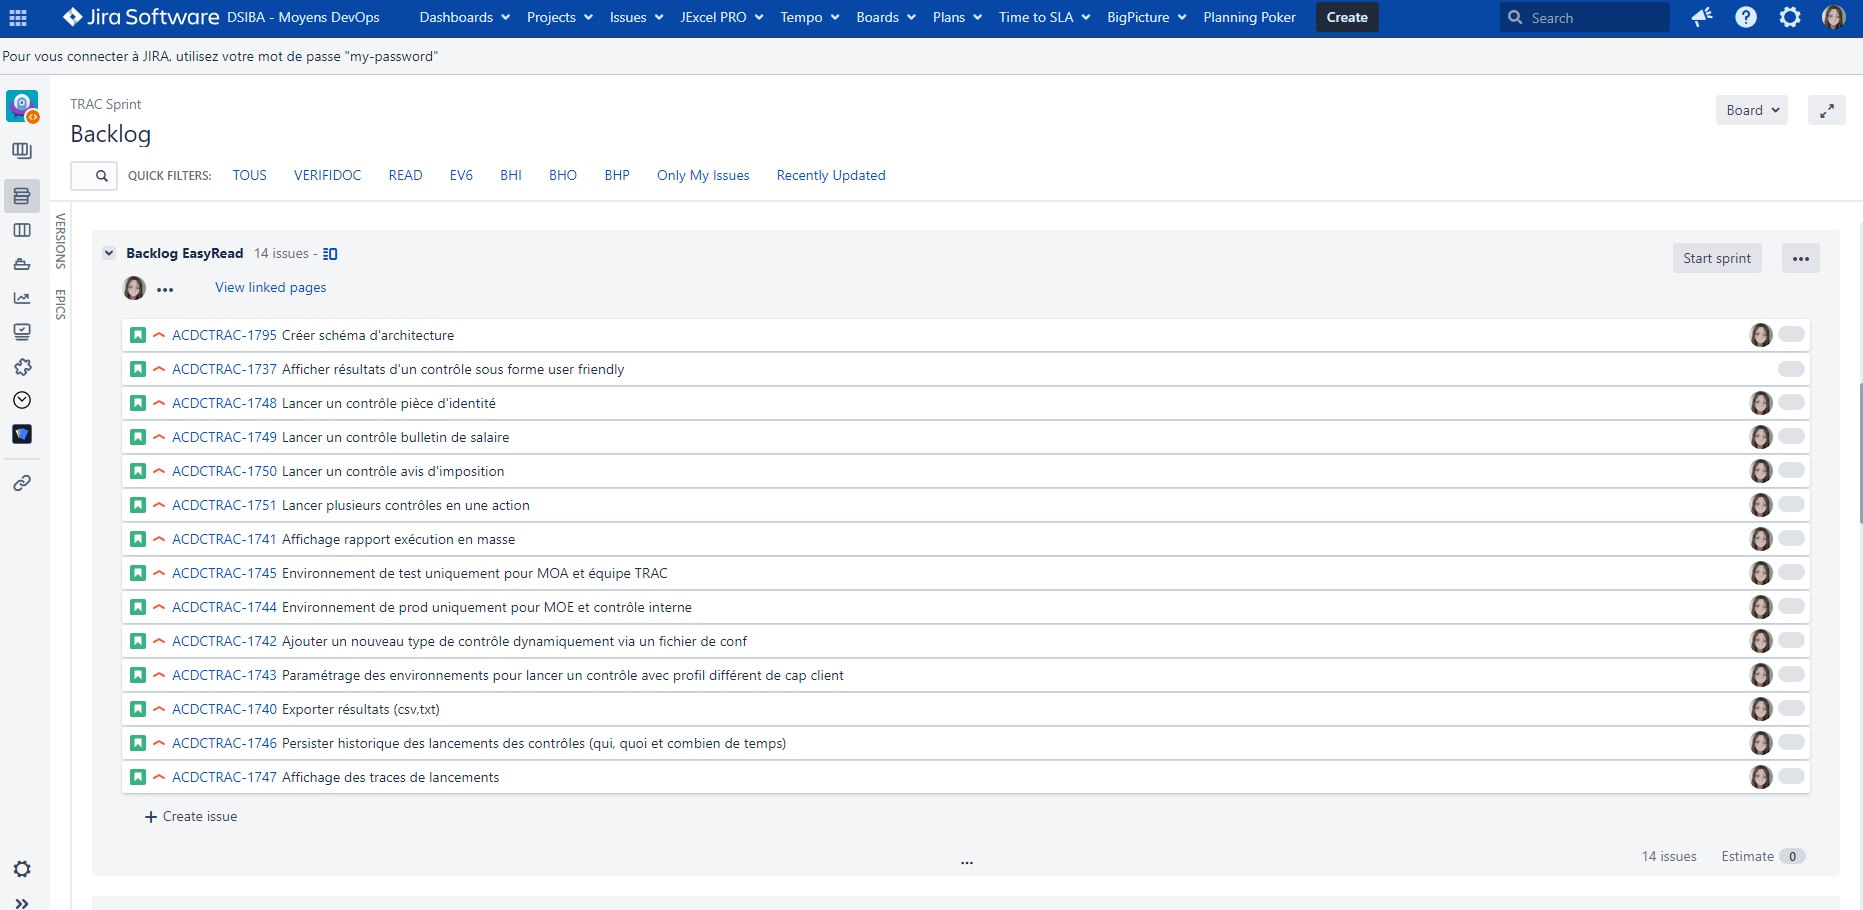 Jira Software DSIBA - Moyens DevOps Dashboards Projects Issues JExcel PRO Tempo Boards Plans Time to SLA BigPicture Planning Poker Create Search
Pour vous connecter à JIRA, utilisez votre mot de passe "my-password"
TRAC Sprint
Backlog
Board
QUICK FILTERS: TOUS VERIFIDOC READ EV6 BHI BHO BHP Only My Issues Recently Updated
VERSIONS
EPICS
Backlog EasyRead 14 issues -
Start sprint
View linked pages
ACDCTRAC-1795 Créer schéma d'architecture
ACDCTRAC-1737 Afficher résultats d'un contrôle sous forme user friendly
ACDCTRAC-1748 Lancer un contrôle pièce d'identité
ACDCTRAC-1749 Lancer un contrôle bulletin de salaire
ACDCTRAC-1750 Lancer un contrôle avis d'imposition
ACDCTRAC-1751 Lancer plusieurs contrôles en une action
ACDCTRAC-1741 Affichage rapport exécution en masse
ACDCTRAC-1745 Environnement de test uniquement pour MOA et équipe TRAC
ACDCTRAC-1744 Environnement de prod uniquement pour MOE et contrôle interne
ACDCTRAC-1742 Ajouter un nouveau type de contrôle dynamiquement via un fichier de conf
ACDCTRAC-1743 Paramétrage des environnements pour lancer un contrôle avec profil différent de cap client
ACDCTRAC-1740 Exporter résultats (csv,txt)
ACDCTRAC-1746 Persister historique des lancements des contrôles (qui, quoi et combien de temps)
ACDCTRAC-1747 Affichage des traces de lancements
+ Create issue
14 issues Estimate 0